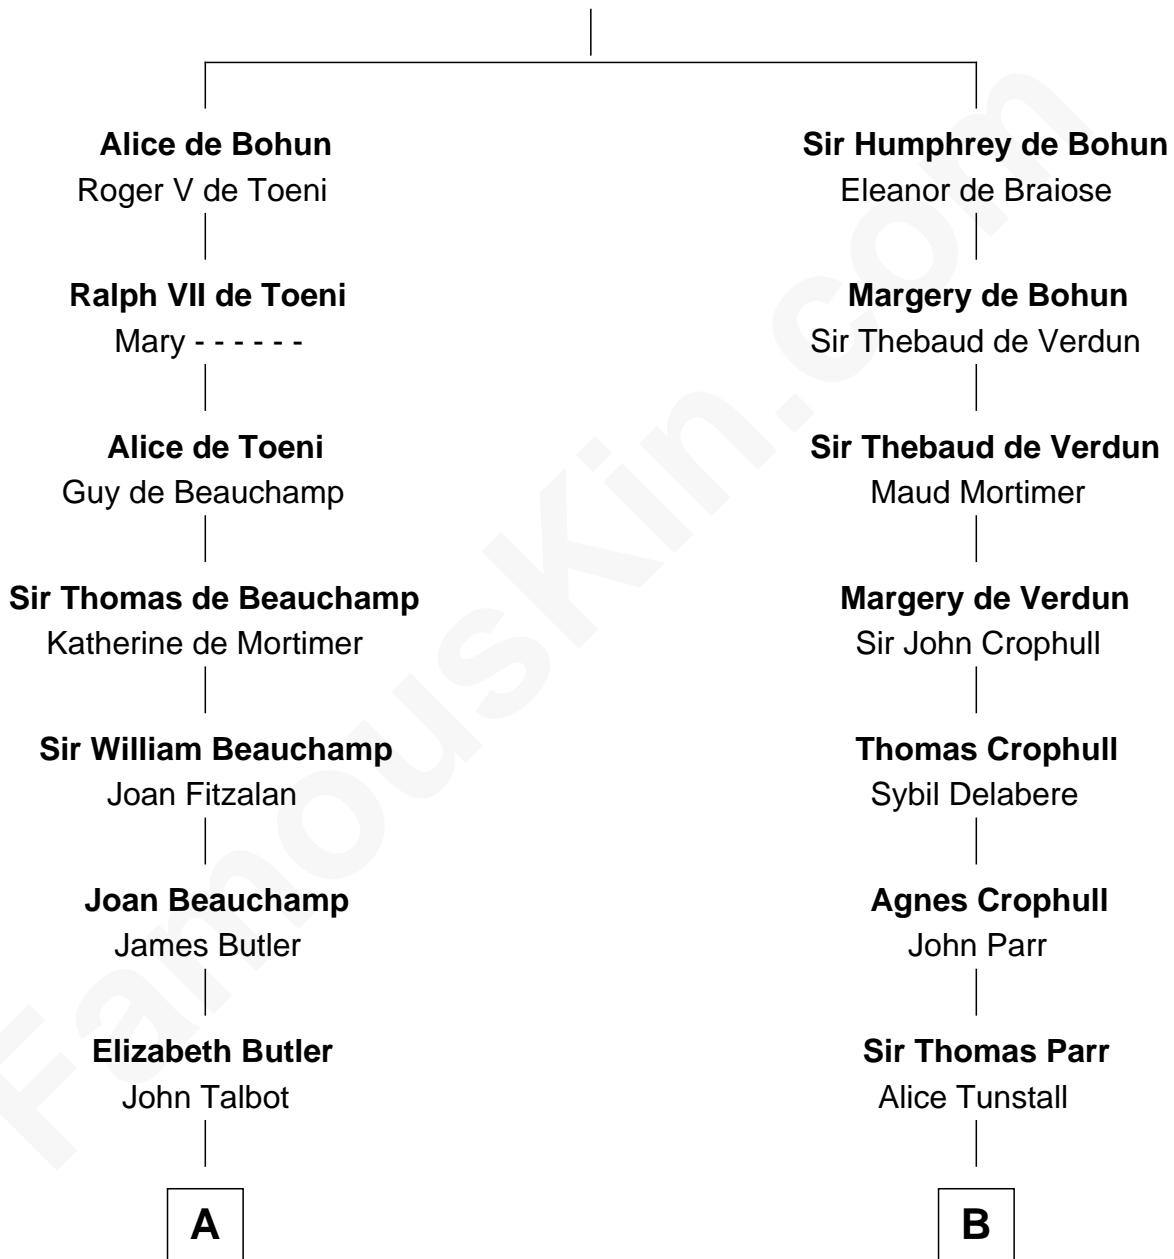 Alice de Bohun
Roger V de Toeni
Ralph VII de Toeni
Mary - - - - - -
Alice de Toeni
Guy de Beauchamp
Sir Thomas de Beauchamp
Katherine de Mortimer
Sir William Beauchamp
Joan Fitzalan
Joan Beauchamp
James Butler
Elizabeth Butler
John Talbot
A
Sir Humphrey de Bohun
Eleanor de Braiose
Margery de Bohun
Sir Thebaud de Verdun
Sir Thebaud de Verdun
Maud Mortimer
Margery de Verdun
Sir John Crophull
Thomas Crophull
Sybil Delabere
Agnes Crophull
John Parr
Sir Thomas Parr
Alice Tunstall
B
FamousKin.com